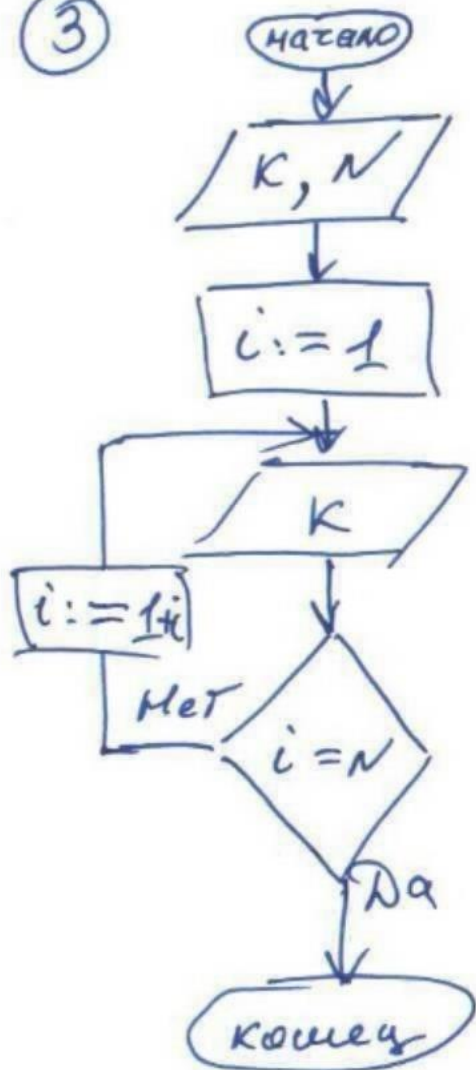 3
начало
K, N
i := 1
K
i := 1+i
Нет
i = N
Да
конец